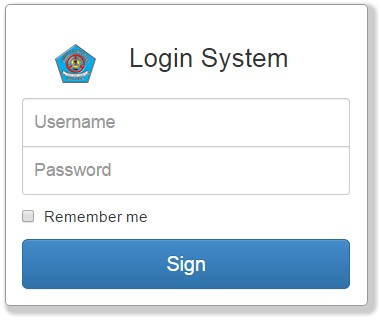 Login System
Username
Password
Remember me
Sign